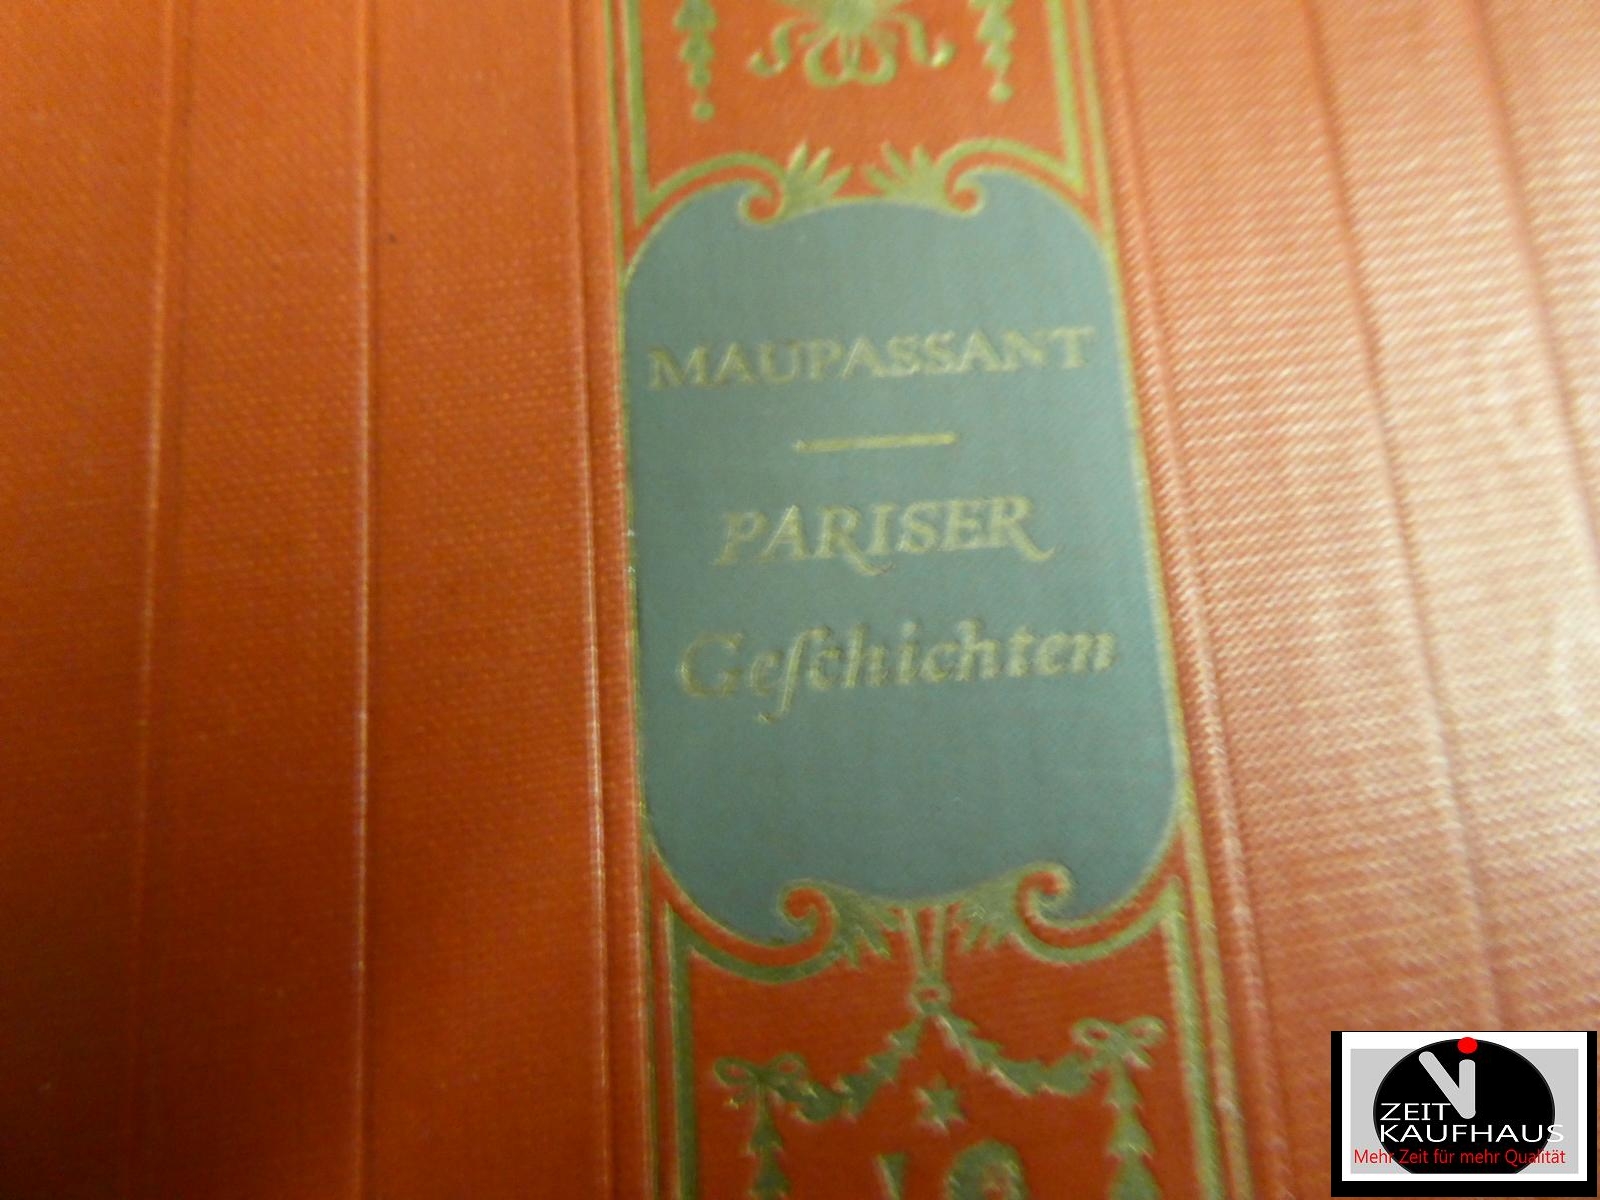 MAUPASSANT
PARISER
Geſchichten
ZEIT
KAUFHAUS
Mehr Zeit für mehr Qualität